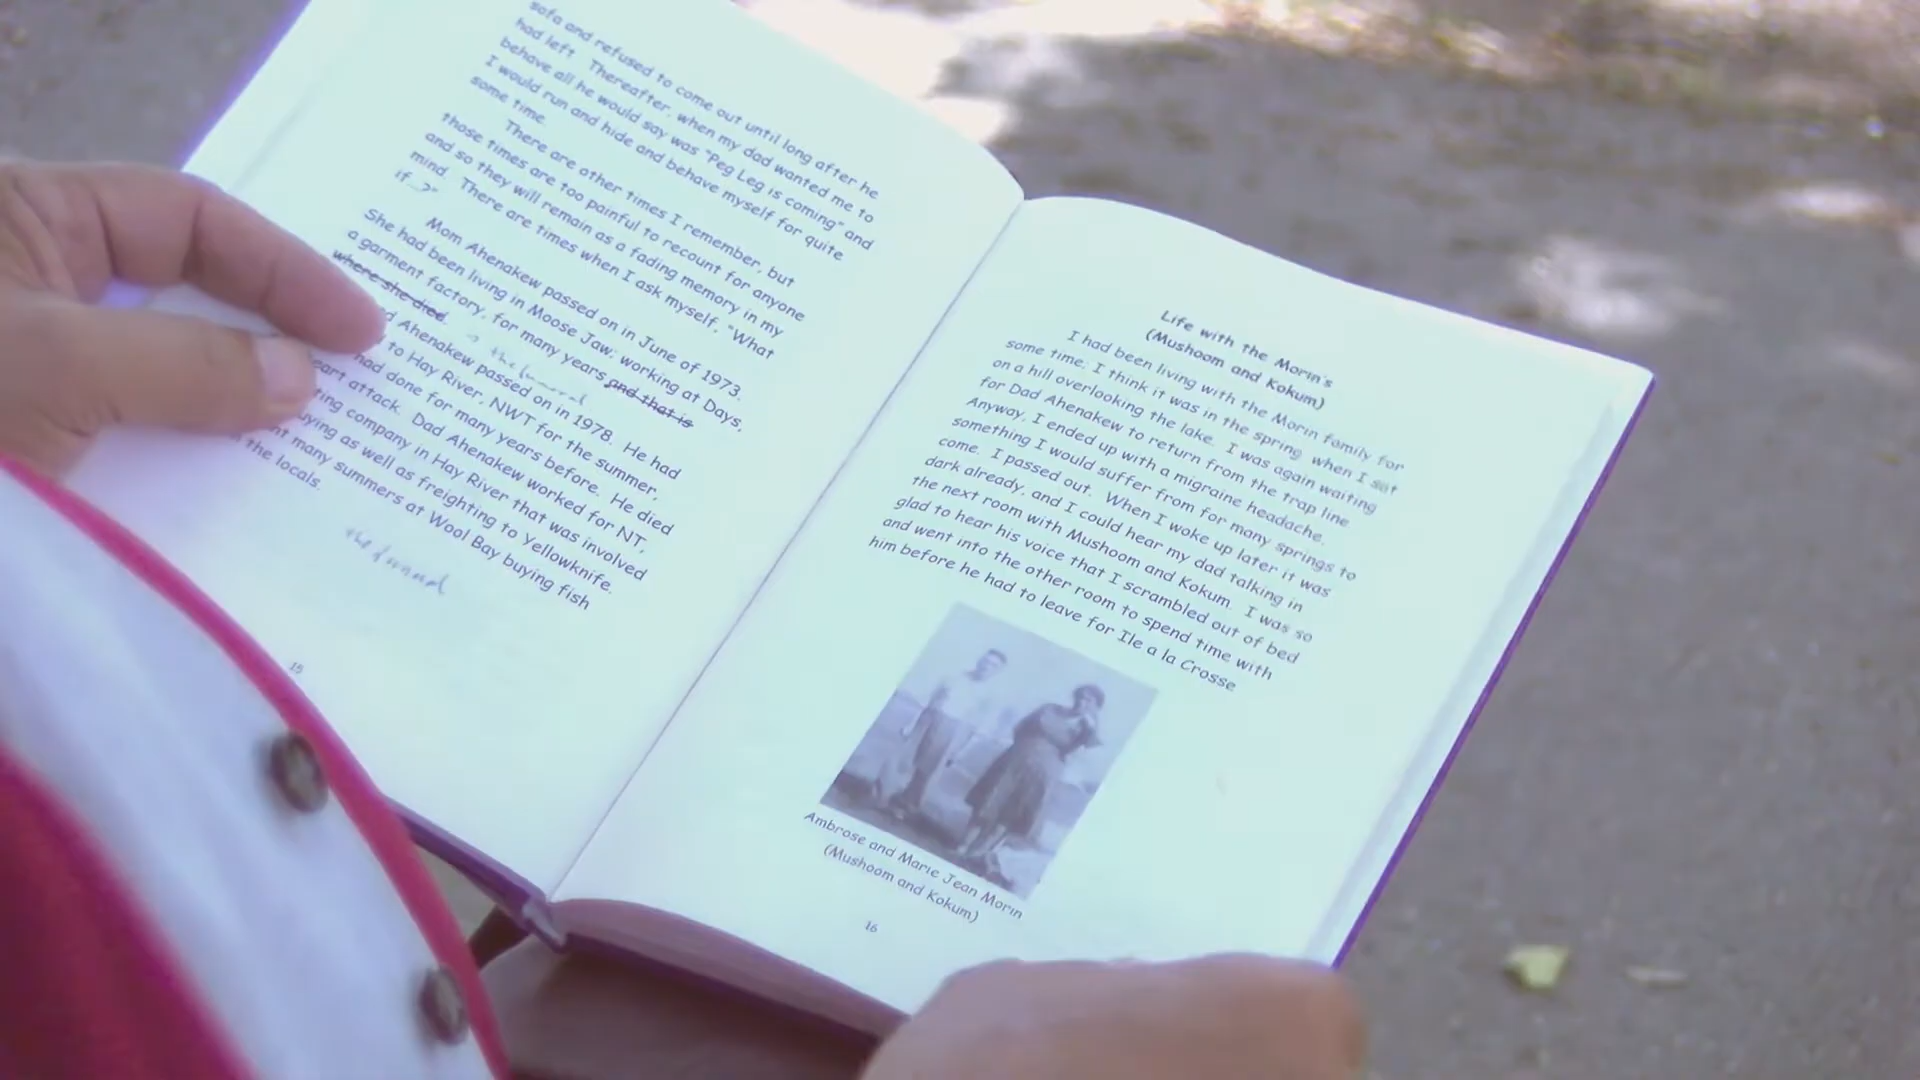 sofa and refused to come out until long after he
had left. Thereafter, when my dad wanted me to
behave all he would say was "Peg Leg is coming" and
I would run and hide and behave myself for quite
some time.
There are other times I remember, but
those times are too painful to recount for anyone
and so they will remain as a fading memory in my
mind. There are times when I ask myself, "What
if...?"
Mom Ahenakew passed on in June of 1973.
She had been living in Moose Jaw; working at Days,
a garment factory, for many years and that is
where she died.
Ahenakew passed on in 1978. He had
to Hay River, NWT for the summer,
had done for many years before. He died
attack. Dad Ahenakew worked for NT,
company in Hay River that was involved
as well as freighting to Yellowknife.
many summers at Wool Bay buying fish
the locals.
15
Life with the Morin's
(Mushoom and Kokum)
I had been living with the Morin family for
some time; I think it was in the spring when I sat
on a hill overlooking the lake. I was again waiting
for Dad Ahenakew to return from the trap line.
Anyway, I ended up with a migraine headache.
something I would suffer from for many springs to
come. I passed out. When I woke up later it was
dark already, and I could hear my dad talking in
the next room with Mushoom and Kokum. I was so
glad to hear his voice that I scrambled out of bed
and went into the other room to spend time with
him before he had to leave for Ile a la Crosse
Ambrose and Marie Jean Morin
(Mushoom and Kokum)
16